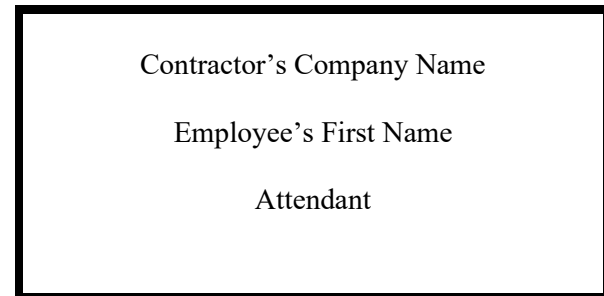 Contractor’s Company Name
Employee’s First Name
Attendant